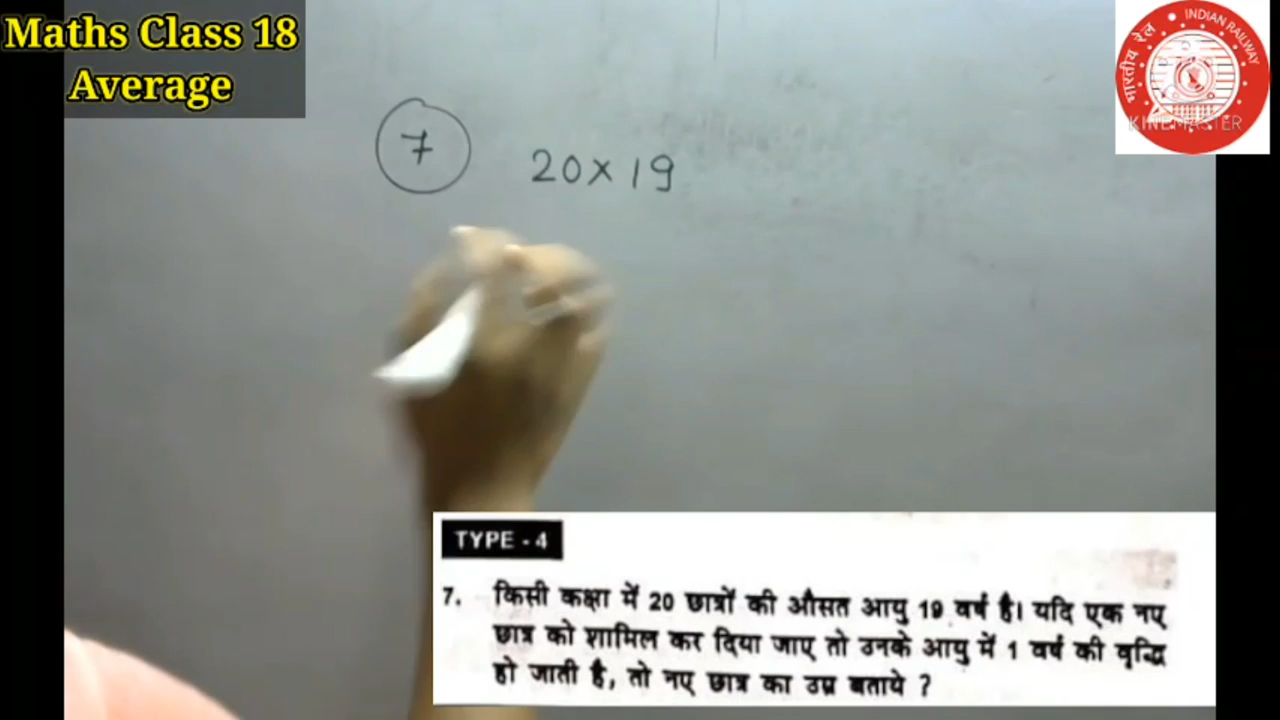 Maths Class 18
Average
भारतीय रेल INDIAN RAILWAY
KINEMASTER
7 20×19
TYPE - 4
7. किसी कक्षा में 20 छात्रों की औसत आयु 19 वर्ष है। यदि एक नए
छात्र को शामिल कर दिया जाए तो उनके आयु में 1 वर्ष की वृद्धि
हो जाती है, तो नए छात्र का उम्र बताये ?